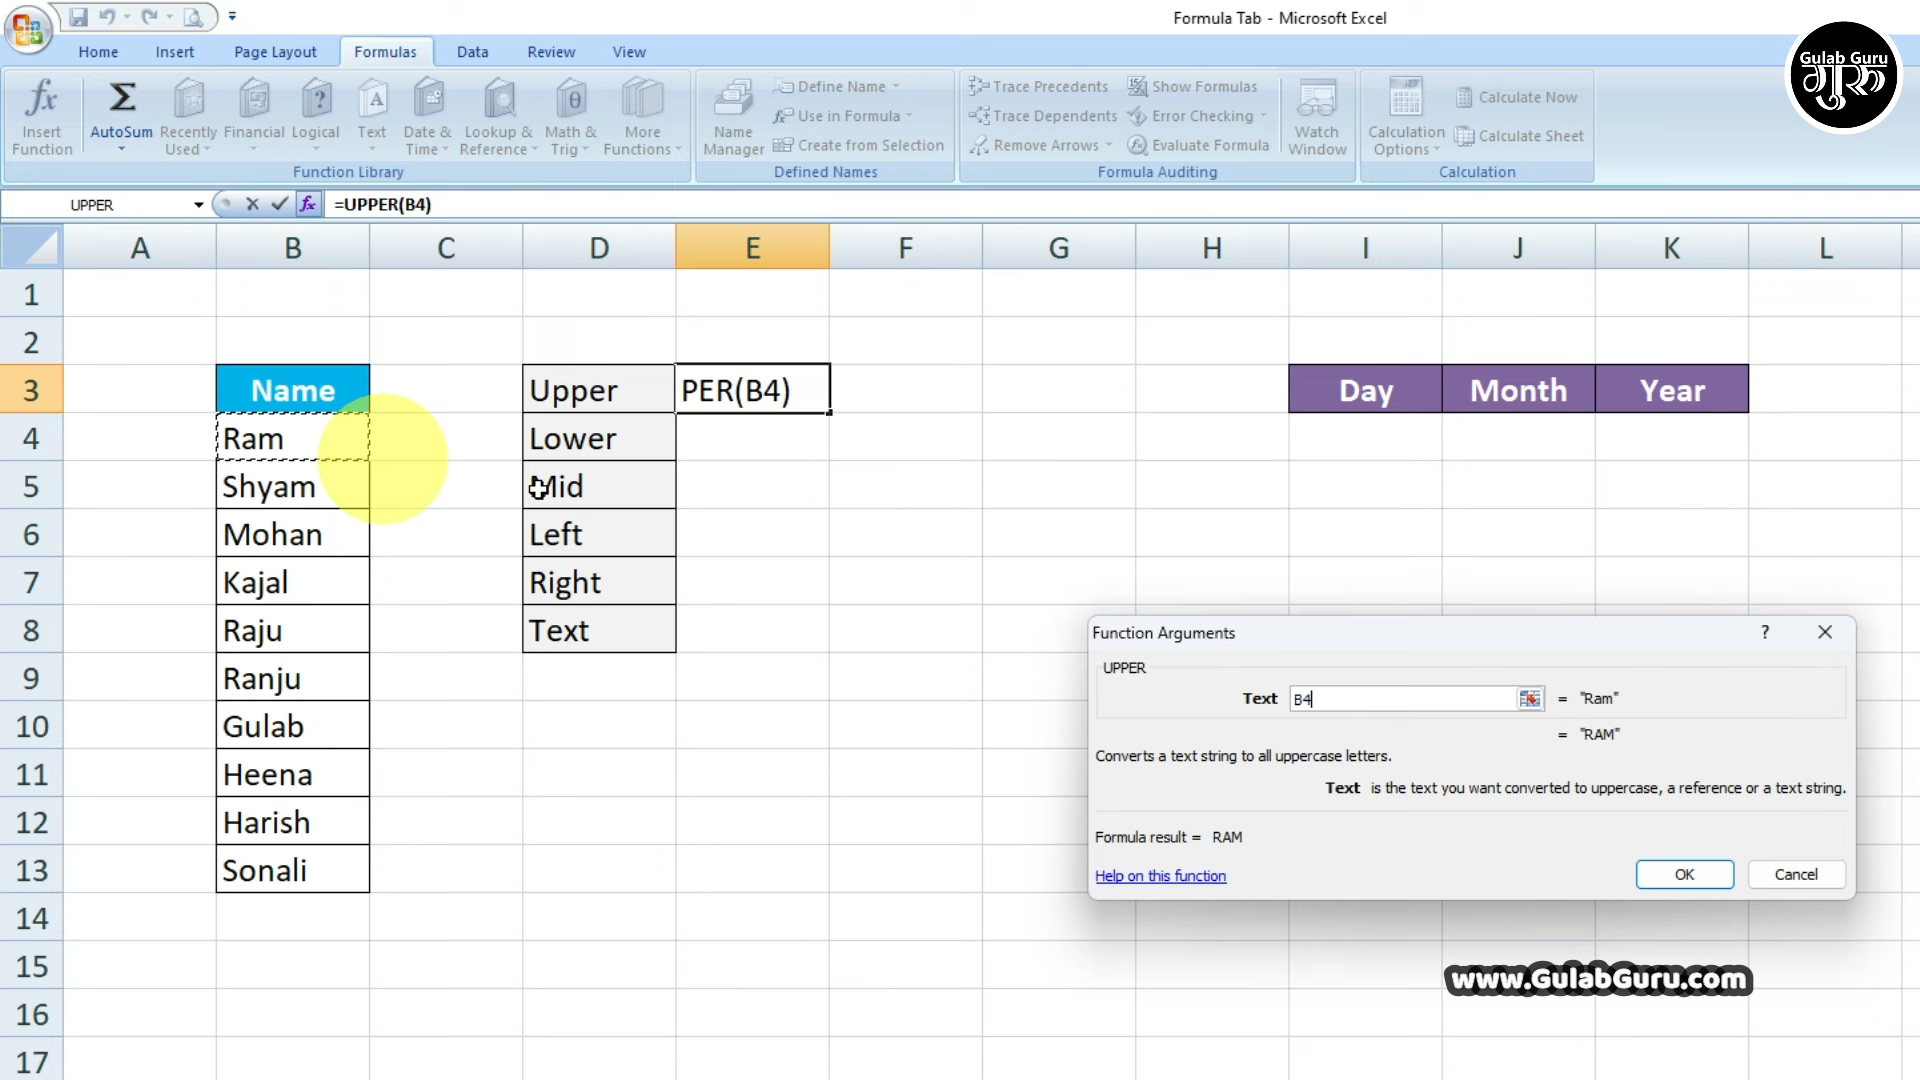 Formula Tab - Microsoft Excel
Home Insert Page Layout Formulas Data Review View
Gulab Guru
गुरु
fx Σ ? A θ
Insert Function
AutoSum
Recently Used
Financial
Logical
Text
Date & Time
Lookup & Reference
Math & Trig
More Functions
Function Library
Name Manager
Define Name
Use in Formula
Create from Selection
Defined Names
Trace Precedents
Trace Dependents
Remove Arrows
Show Formulas
Error Checking
Evaluate Formula
Watch Window
Formula Auditing
Calculation Options
Calculate Now
Calculate Sheet
Calculation
UPPER fx =UPPER(B4)
A B C D E F G H I J K L
1
2
3 Name Upper PER(B4) Day Month Year
4 Ram Lower
5 Shyam Mid
6 Mohan Left
7 Kajal Right
8 Raju Text
9 Ranju
10 Gulab
11 Heena
12 Harish
13 Sonali
14
15
16
17
Function Arguments ?
UPPER
Text B4 = "Ram"
= "RAM"
Converts a text string to all uppercase letters.
Text is the text you want converted to uppercase, a reference or a text string.
Formula result = RAM
Help on this function OK Cancel
www.GulabGuru.com